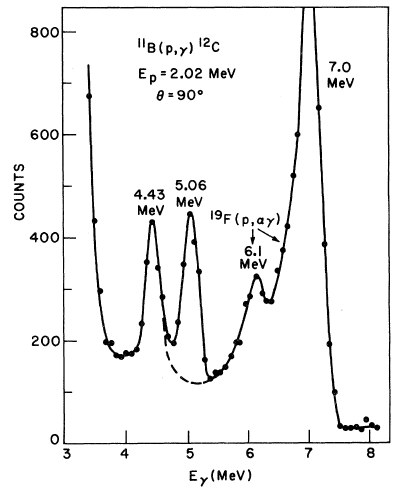 ¹¹B(p,γ)¹²C
Eₚ = 2.02 MeV
θ = 90°
7.0
MeV
4.43
MeV
5.06
MeV
¹⁹F(p,αγ)
6.1
MeV
COUNTS
800
600
400
200
0
3 4 5 6 7 8
Eᵧ (MeV)